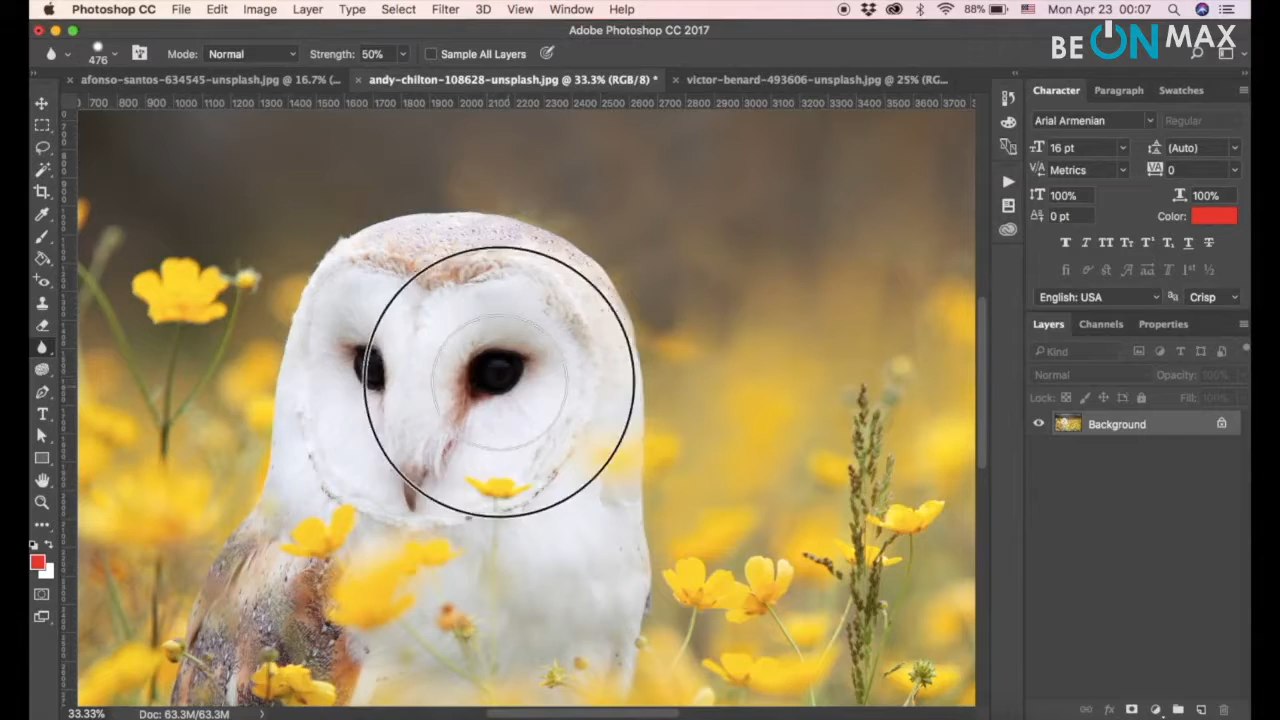 Photoshop CC File Edit Image Layer Type Select Filter 3D View Window Help 88% Mon Apr 23 00:07
Adobe Photoshop CC 2017
BE ON MAX
476 Mode: Normal Strength: 50% Sample All Layers
afonso-santos-634545-unsplash.jpg @ 16.7% (... andy-chilton-108628-unsplash.jpg @ 33.3% (RGB/8) * victor-benard-493606-unsplash.jpg @ 25% (RG...
700 800 900 1000 1100 1200 1300 1400 1500 1600 1700 1800 1900 2000 2100 2200 2300 2400 2500 2600 2700 2800 2900 3000 3100 3200 3300 3400 3500 3600 3700
Character Paragraph Swatches
Arial Armenian Regular
16 pt (Auto)
Metrics 0
100% 100%
0 pt Color:
English: USA Crisp
Layers Channels Properties
Kind
Normal Opacity: 100%
Lock: Fill: 100%
Background
33.33% Doc: 63.3M/63.3M